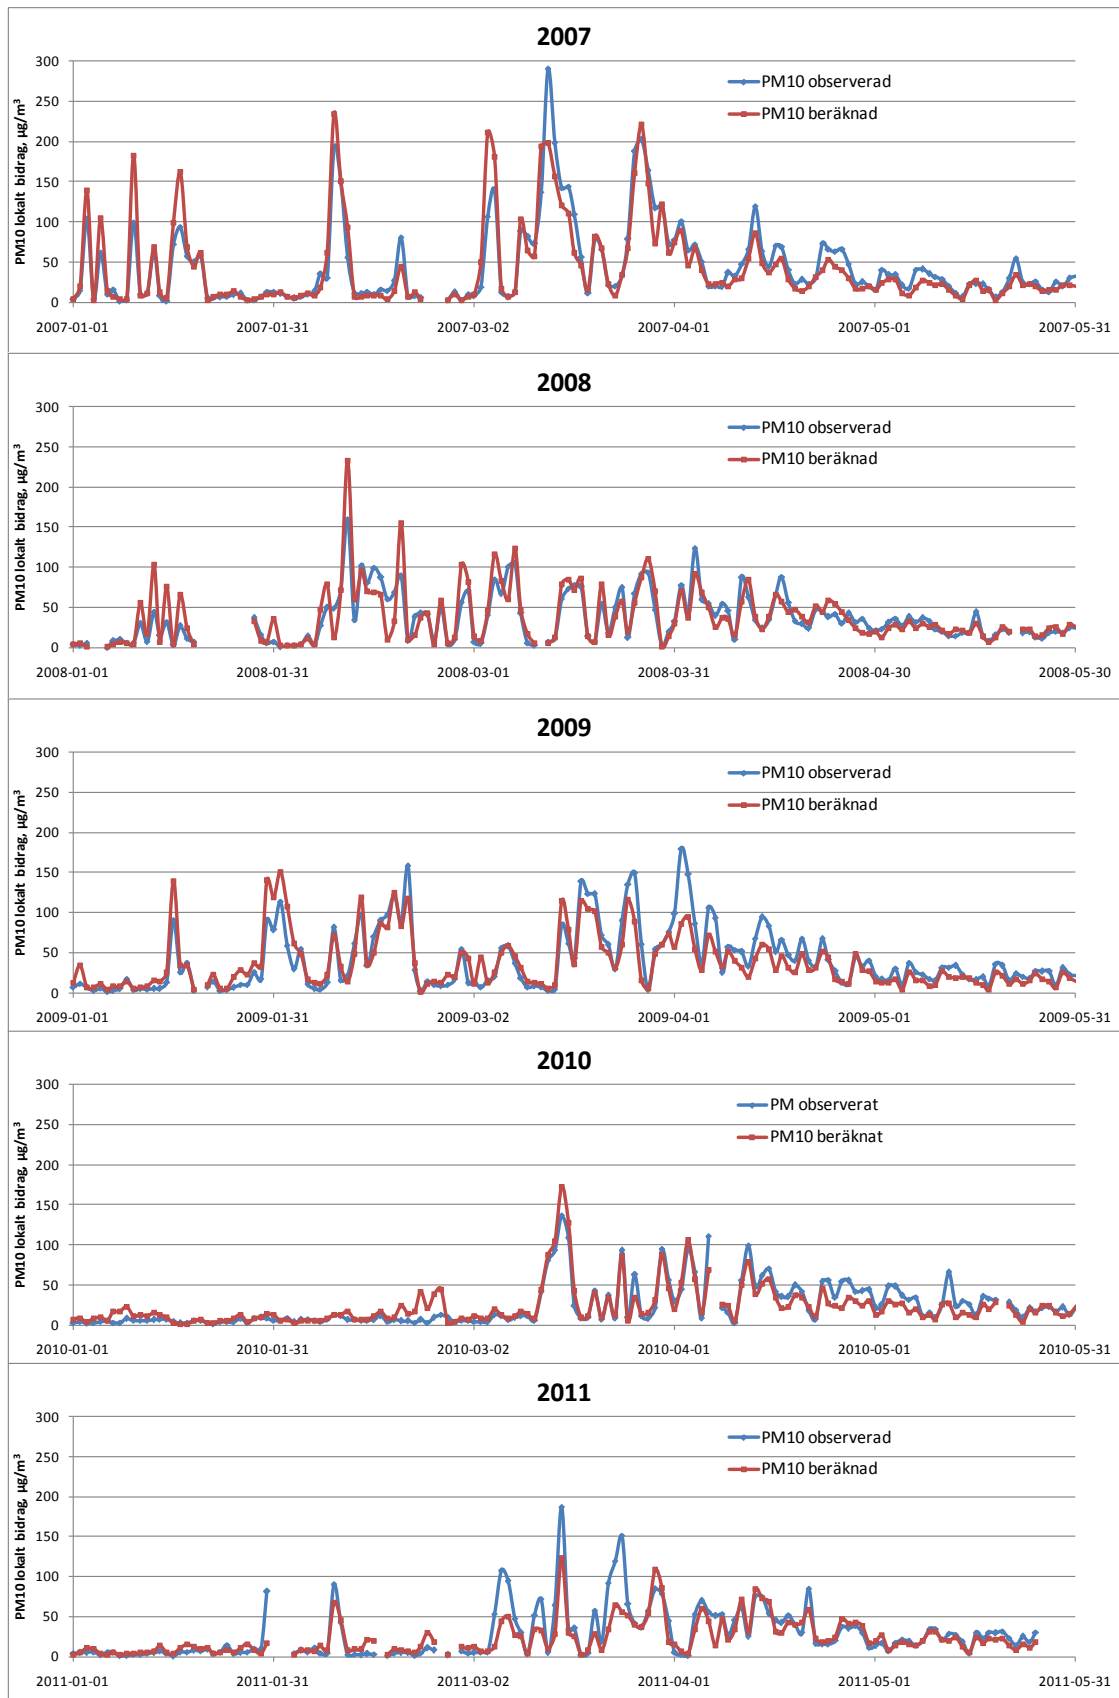 2007
PM10 lokalt bidrag, µg/m³
300
250
200
150
100
50
0
PM10 observerad
PM10 beräknad
2007-01-01 2007-01-31 2007-03-02 2007-04-01 2007-05-01 2007-05-31
2008
PM10 lokalt bidrag, µg/m³
300
250
200
150
100
50
0
PM10 observerad
PM10 beräknad
2008-01-01 2008-01-31 2008-03-01 2008-03-31 2008-04-30 2008-05-30
2009
PM10 lokalt bidrag, µg/m³
300
250
200
150
100
50
0
PM10 observerad
PM10 beräknad
2009-01-01 2009-01-31 2009-03-02 2009-04-01 2009-05-01 2009-05-31
2010
PM10 lokalt bidrag, µg/m³
300
250
200
150
100
50
0
PM observerat
PM10 beräknat
2010-01-01 2010-01-31 2010-03-02 2010-04-01 2010-05-01 2010-05-31
2011
PM10 lokalt bidrag, µg/m³
300
250
200
150
100
50
0
PM10 observerad
PM10 beräknad
2011-01-01 2011-01-31 2011-03-02 2011-04-01 2011-05-01 2011-05-31